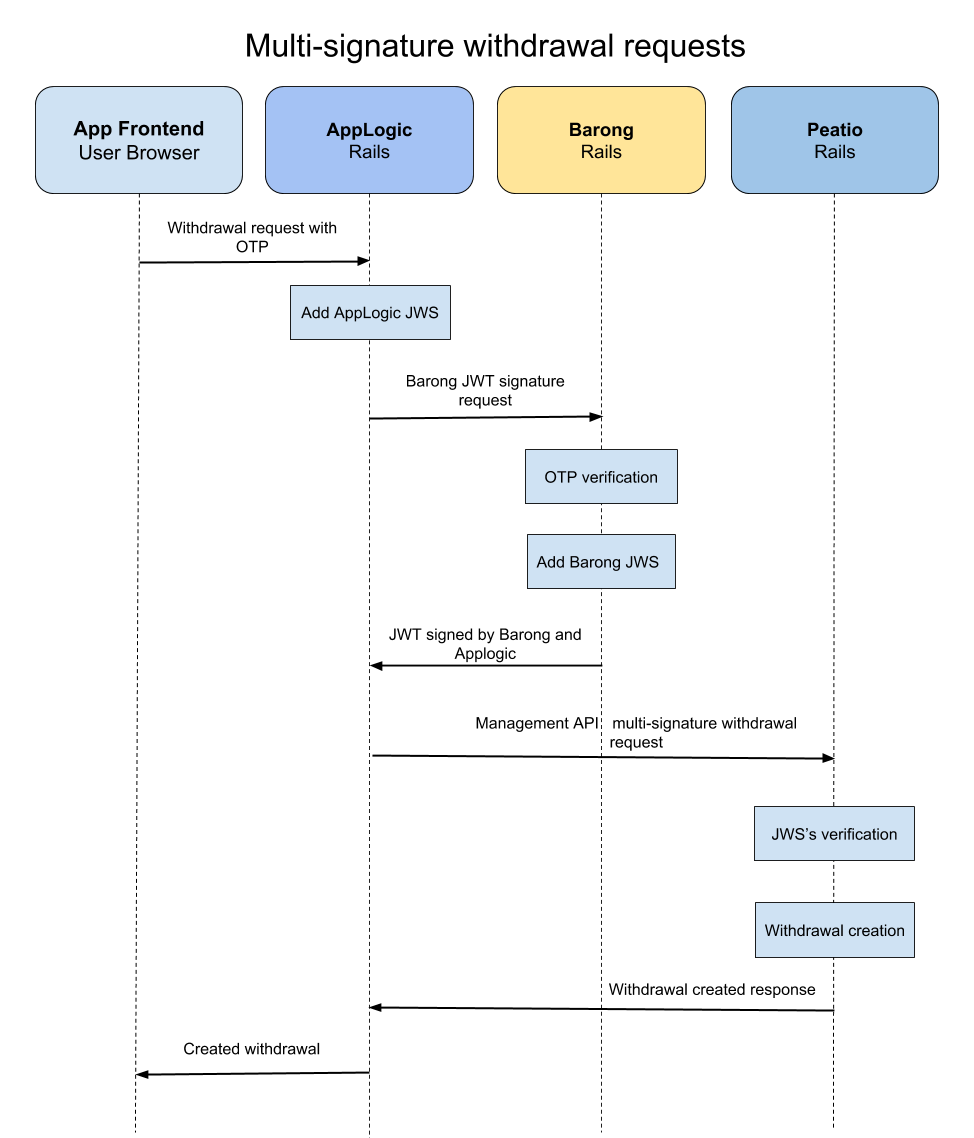 Multi-signature withdrawal requests
App Frontend
User Browser
AppLogic
Rails
Barong
Rails
Peatio
Rails
Withdrawal request with
OTP
Add AppLogic JWS
Barong JWT signature
request
OTP verification
Add Barong JWS
JWT signed by Barong and
Applogic
Management API multi-signature withdrawal
request
JWS’s verification
Withdrawal creation
Withdrawal created response
Created withdrawal